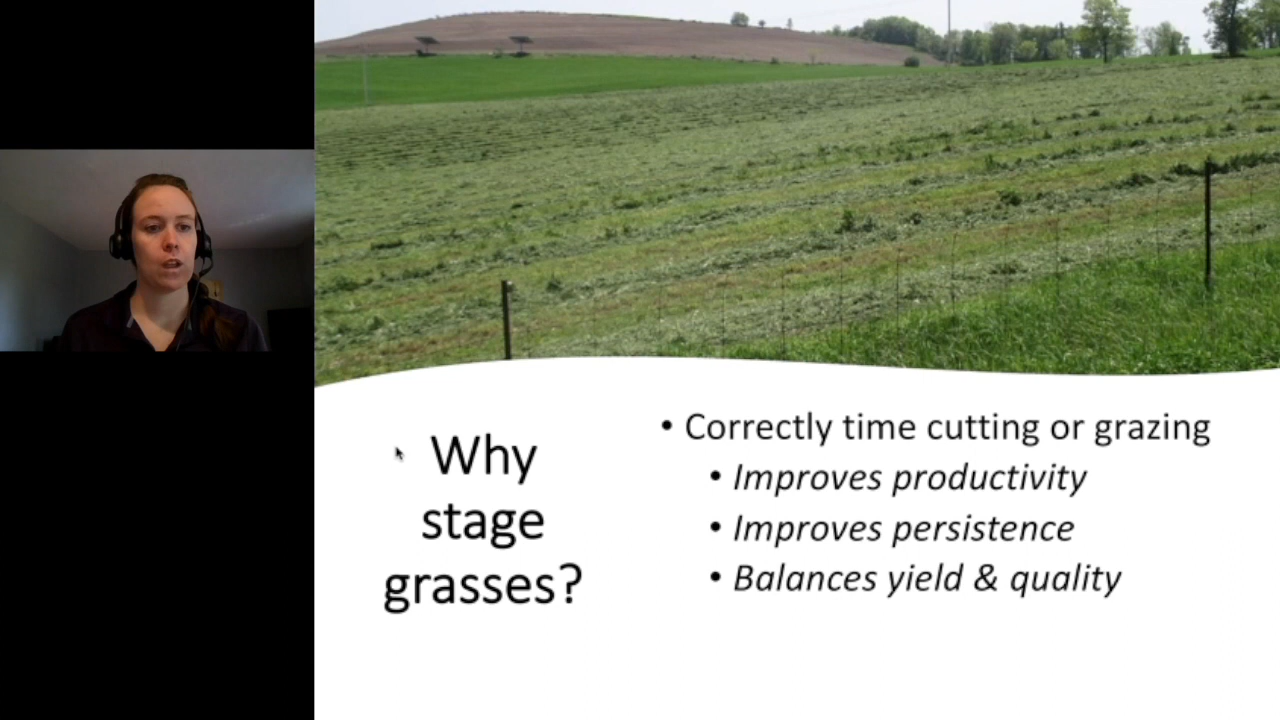 Why
stage
grasses?
• Correctly time cutting or grazing
• Improves productivity
• Improves persistence
• Balances yield & quality